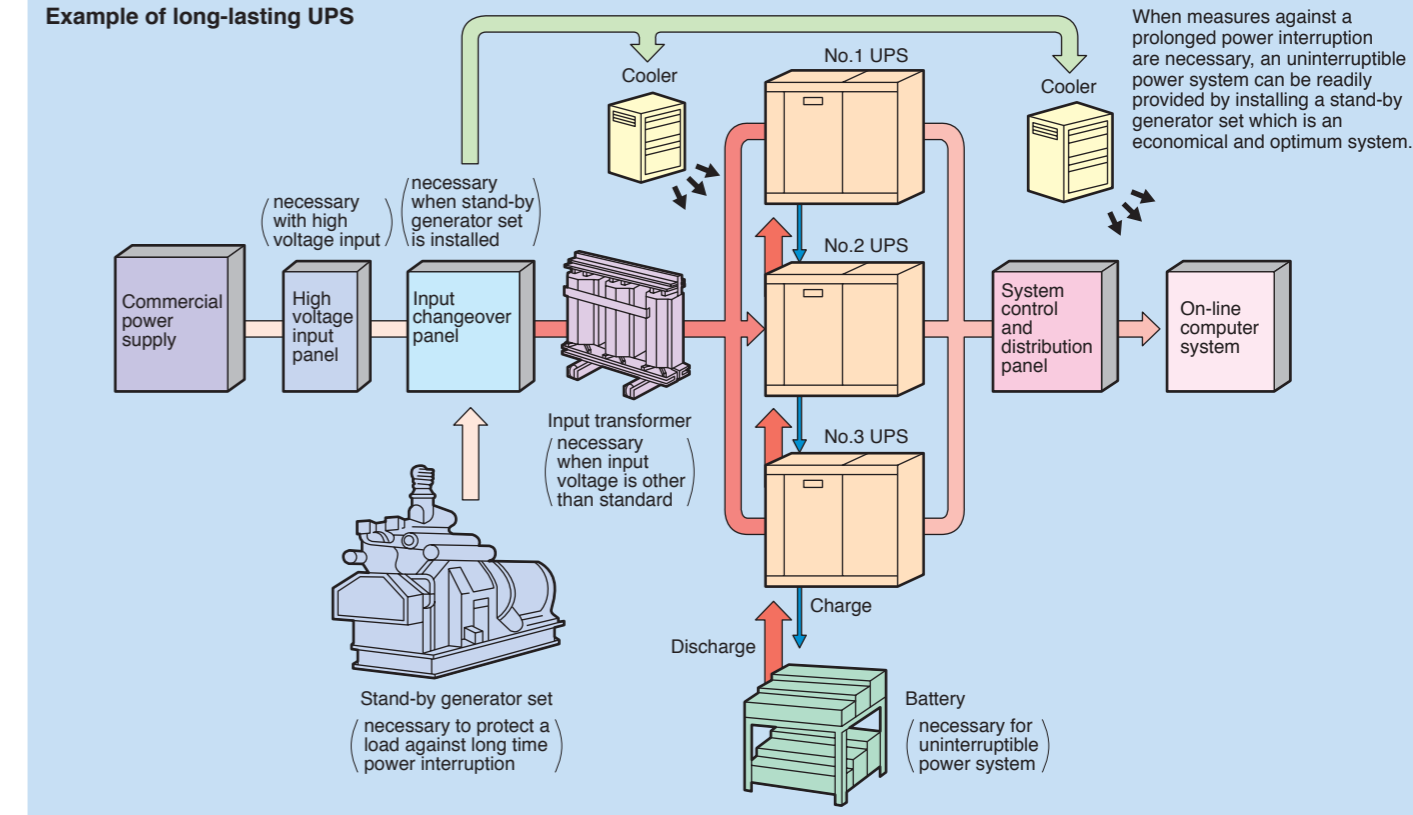 Example of long-lasting UPS
When measures against a
prolonged power interruption
are necessary, an uninterruptible
power system can be readily
provided by installing a stand-by
generator set which is an
economical and optimum system.
Cooler
No.1 UPS
Cooler
necessary
with high
voltage input
necessary
when stand-by
generator set
is installed
No.2 UPS
Commercial
power
supply
High
voltage
input
panel
Input
changeover
panel
System
control
and
distribution
panel
On-line
computer
system
Input transformer
necessary
when input
voltage is other
than standard
No.3 UPS
Charge
Discharge
Stand-by generator set
necessary to protect a
load against long time
power interruption
Battery
necessary for
uninterruptible
power system